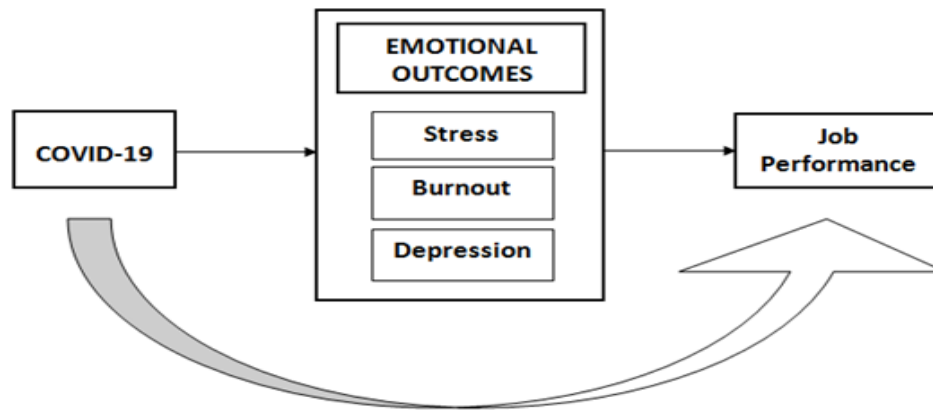 EMOTIONAL
OUTCOMES
COVID-19
Stress
Burnout
Depression
Job
Performance